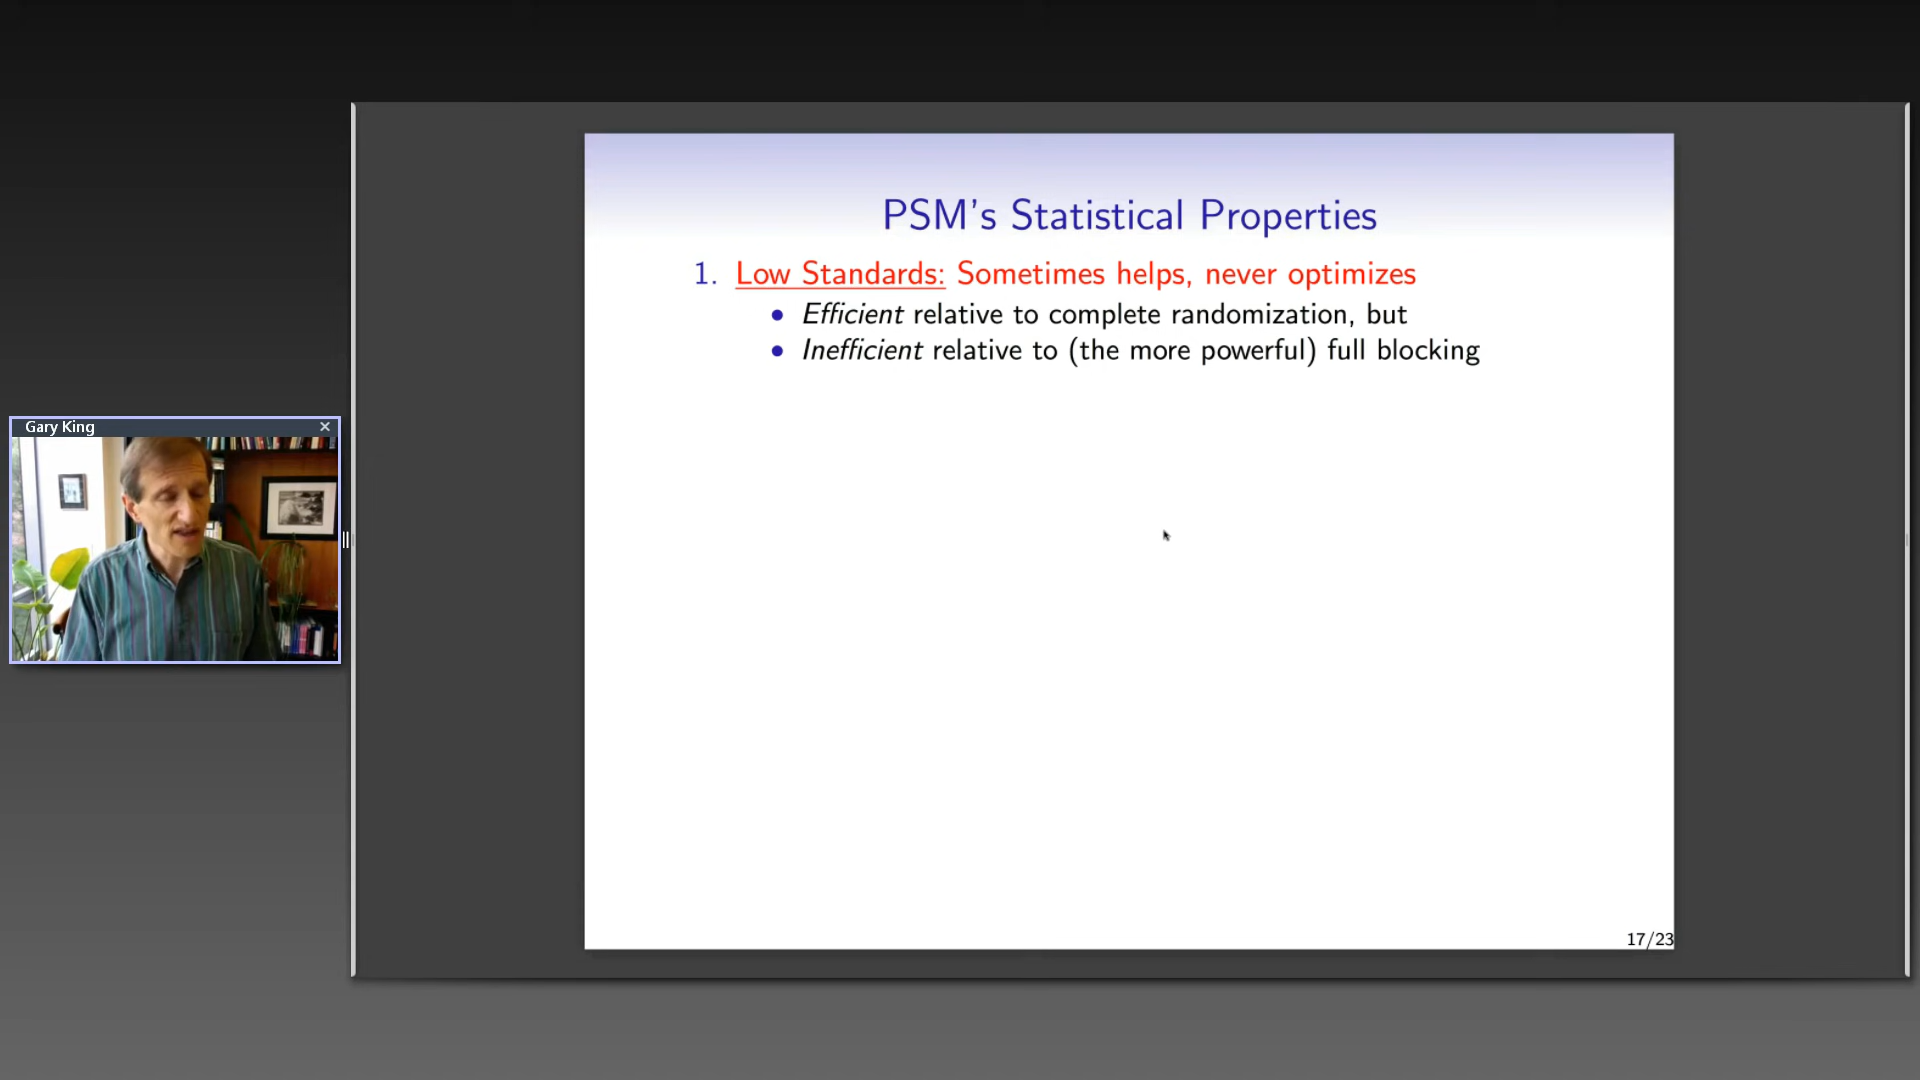 PSM's Statistical Properties
1. Low Standards: Sometimes helps, never optimizes
• Efficient relative to complete randomization, but
• Inefficient relative to (the more powerful) full blocking
Gary King
17/23